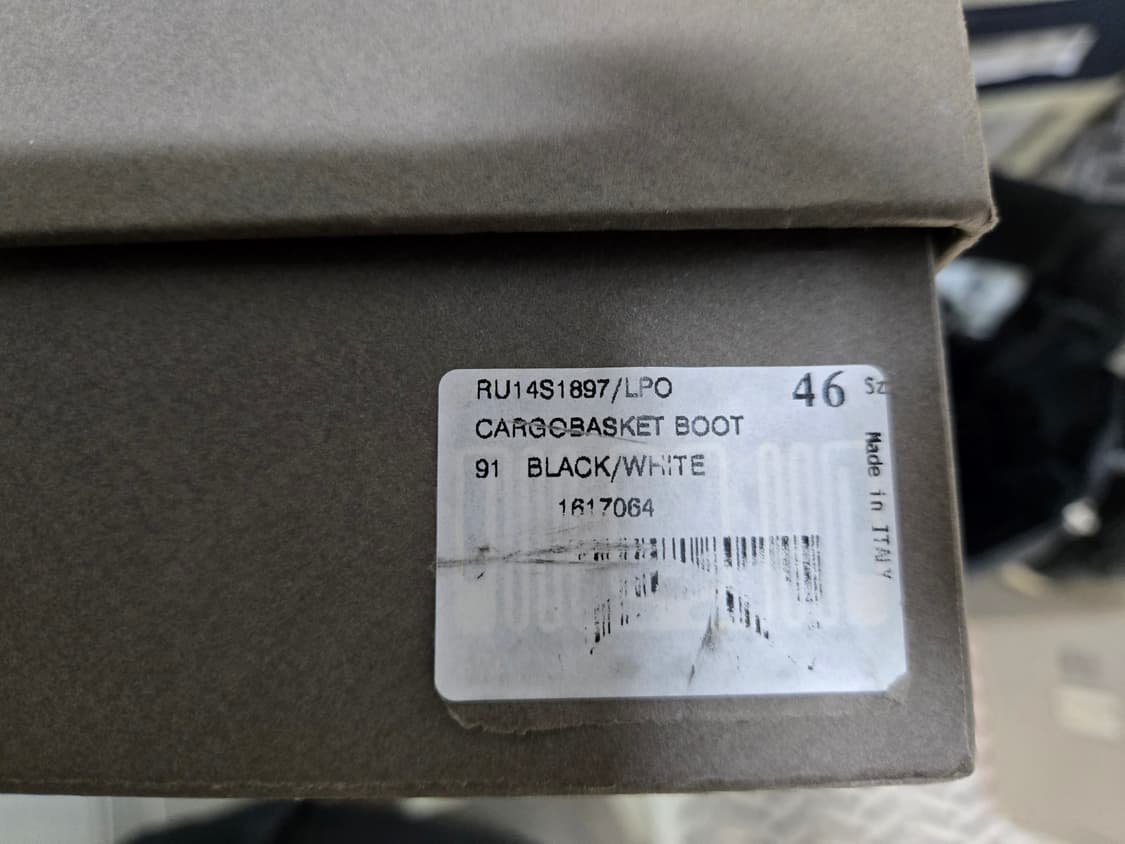 RU14S1897/LPO
46 Sz
CARGOBASKET BOOT
91 BLACK/WHITE
1617064
Made in ITALY